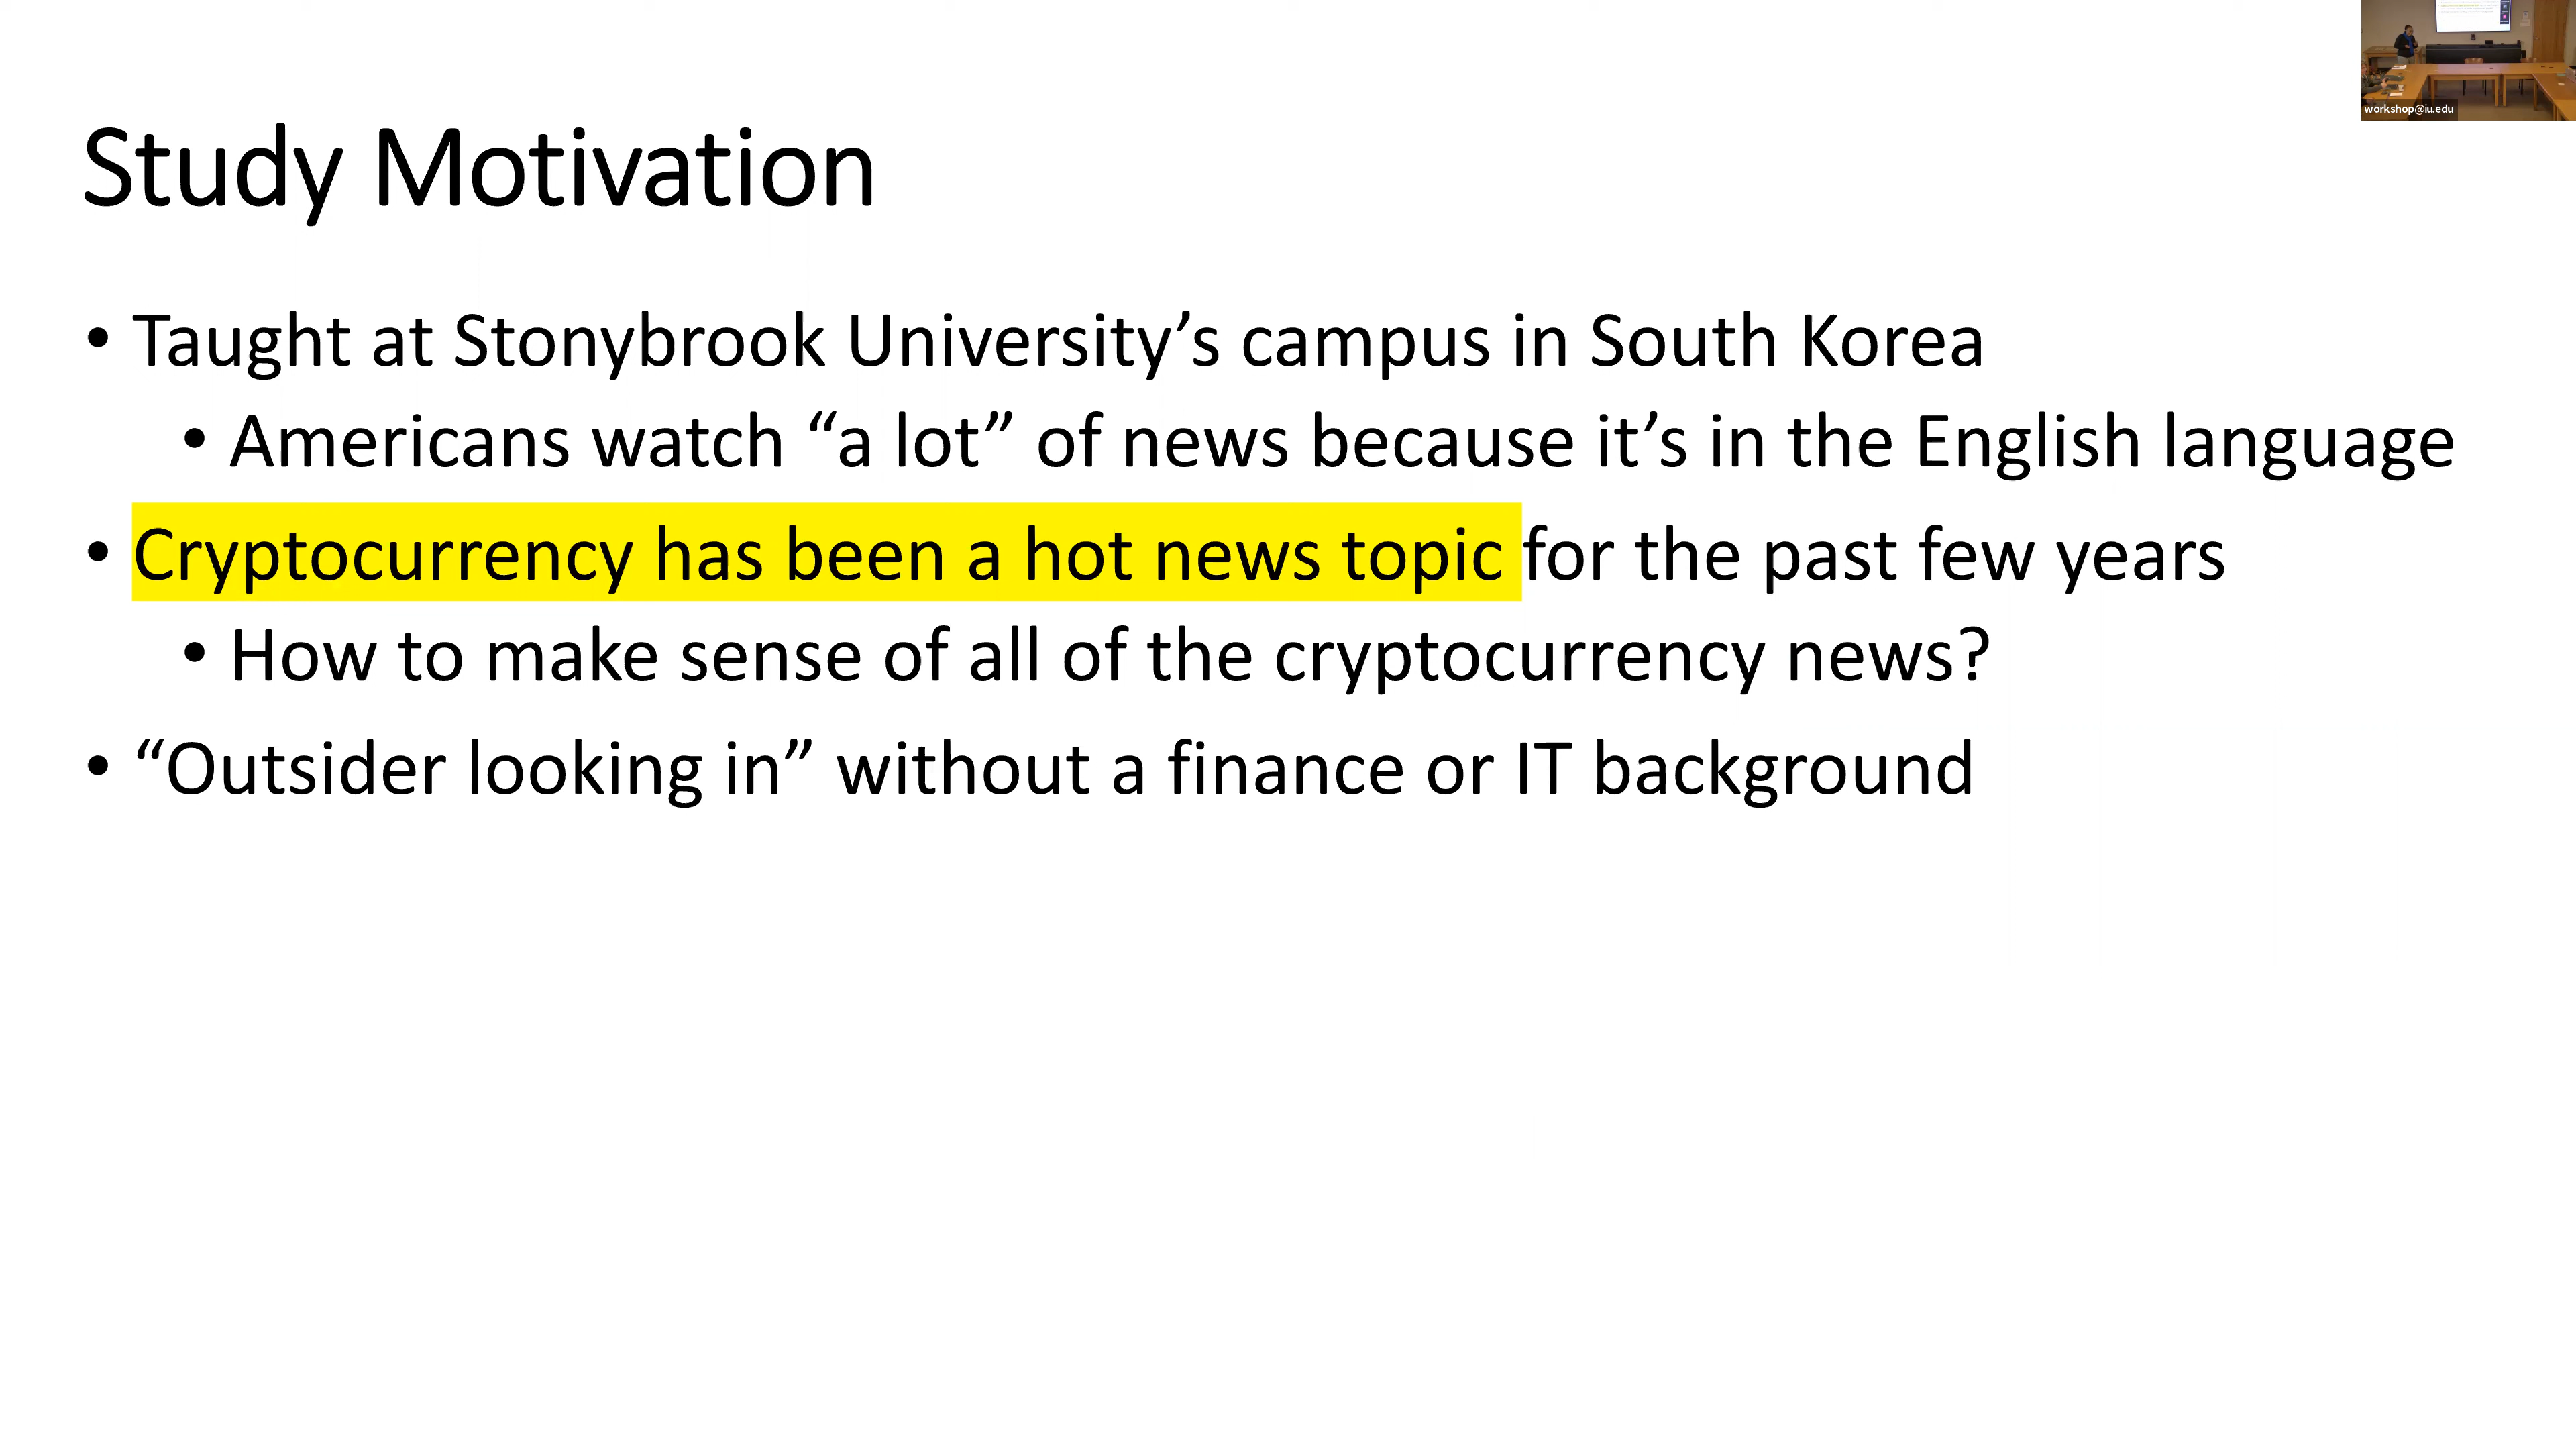 workshop@iu.edu
Study Motivation
• Taught at Stonybrook University’s campus in South Korea
• Americans watch “a lot” of news because it’s in the English language
• Cryptocurrency has been a hot news topic for the past few years
• How to make sense of all of the cryptocurrency news?
• “Outsider looking in” without a finance or IT background